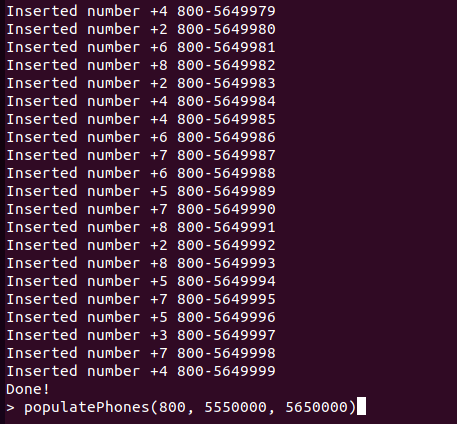 Inserted number +4 800-5649979
Inserted number +2 800-5649980
Inserted number +6 800-5649981
Inserted number +8 800-5649982
Inserted number +2 800-5649983
Inserted number +4 800-5649984
Inserted number +4 800-5649985
Inserted number +6 800-5649986
Inserted number +7 800-5649987
Inserted number +6 800-5649988
Inserted number +5 800-5649989
Inserted number +7 800-5649990
Inserted number +8 800-5649991
Inserted number +2 800-5649992
Inserted number +8 800-5649993
Inserted number +5 800-5649994
Inserted number +7 800-5649995
Inserted number +5 800-5649996
Inserted number +3 800-5649997
Inserted number +7 800-5649998
Inserted number +4 800-5649999
Done!
> populatePhones(800, 5550000, 5650000)